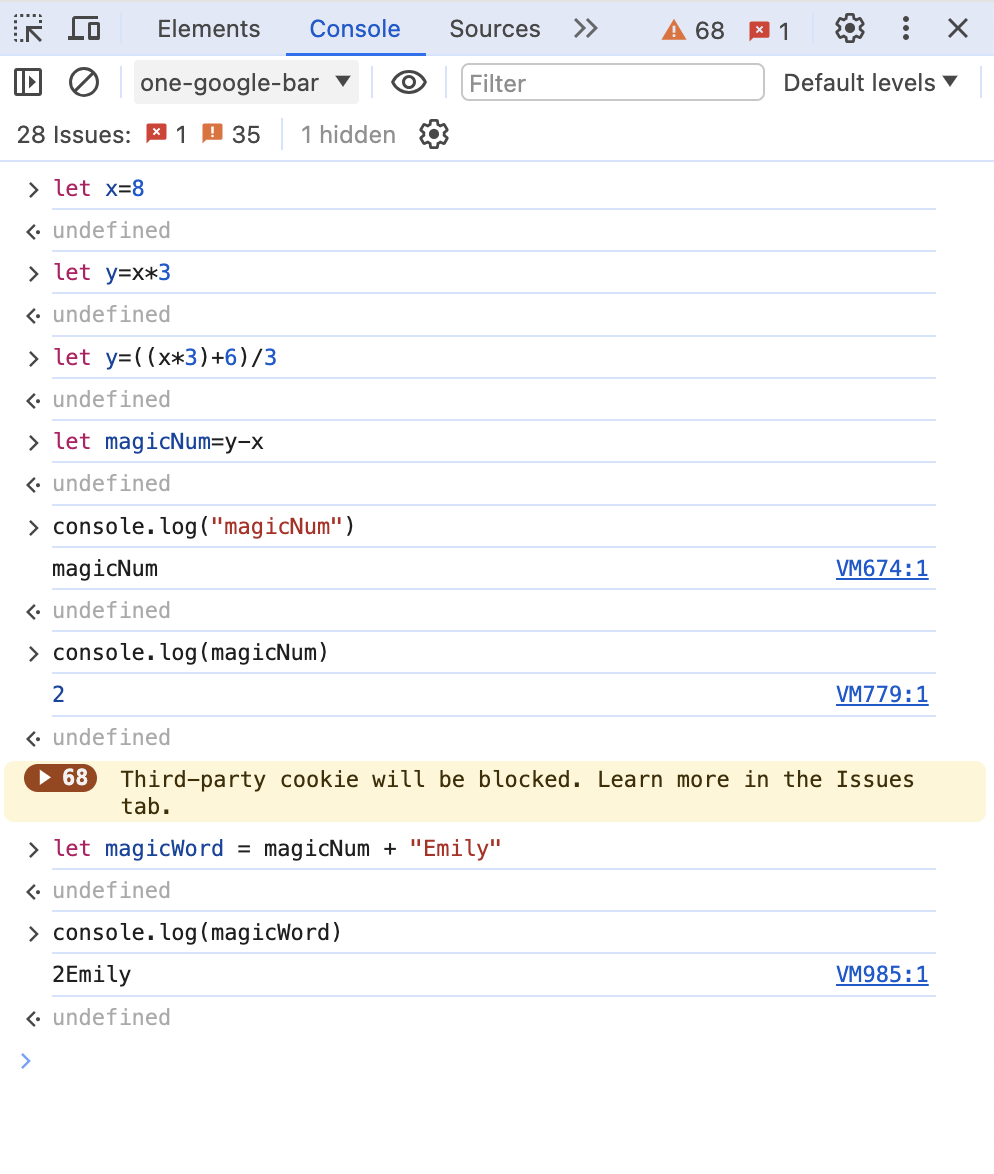 Elements Console Sources 68 1
one-google-bar Filter Default levels
28 Issues: 1 35 1 hidden
let x=8
undefined
let y=x*3
undefined
let y=((x*3)+6)/3
undefined
let magicNum=y-x
undefined
console.log("magicNum")
magicNum VM674:1
undefined
console.log(magicNum)
2 VM779:1
undefined
68 Third-party cookie will be blocked. Learn more in the Issues
tab.
let magicWord = magicNum + "Emily"
undefined
console.log(magicWord)
2Emily VM985:1
undefined